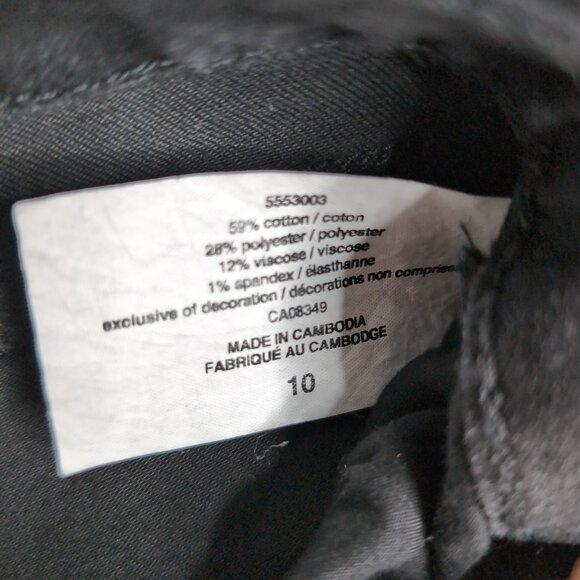 5553003
59% cotton / coton
28% polyester / polyester
12% viscose / viscose
1% spandex / élasthanne
exclusive of decoration / décorations non comprise
CA08349
MADE IN CAMBODIA
FABRIQUÉ AU CAMBODGE
10